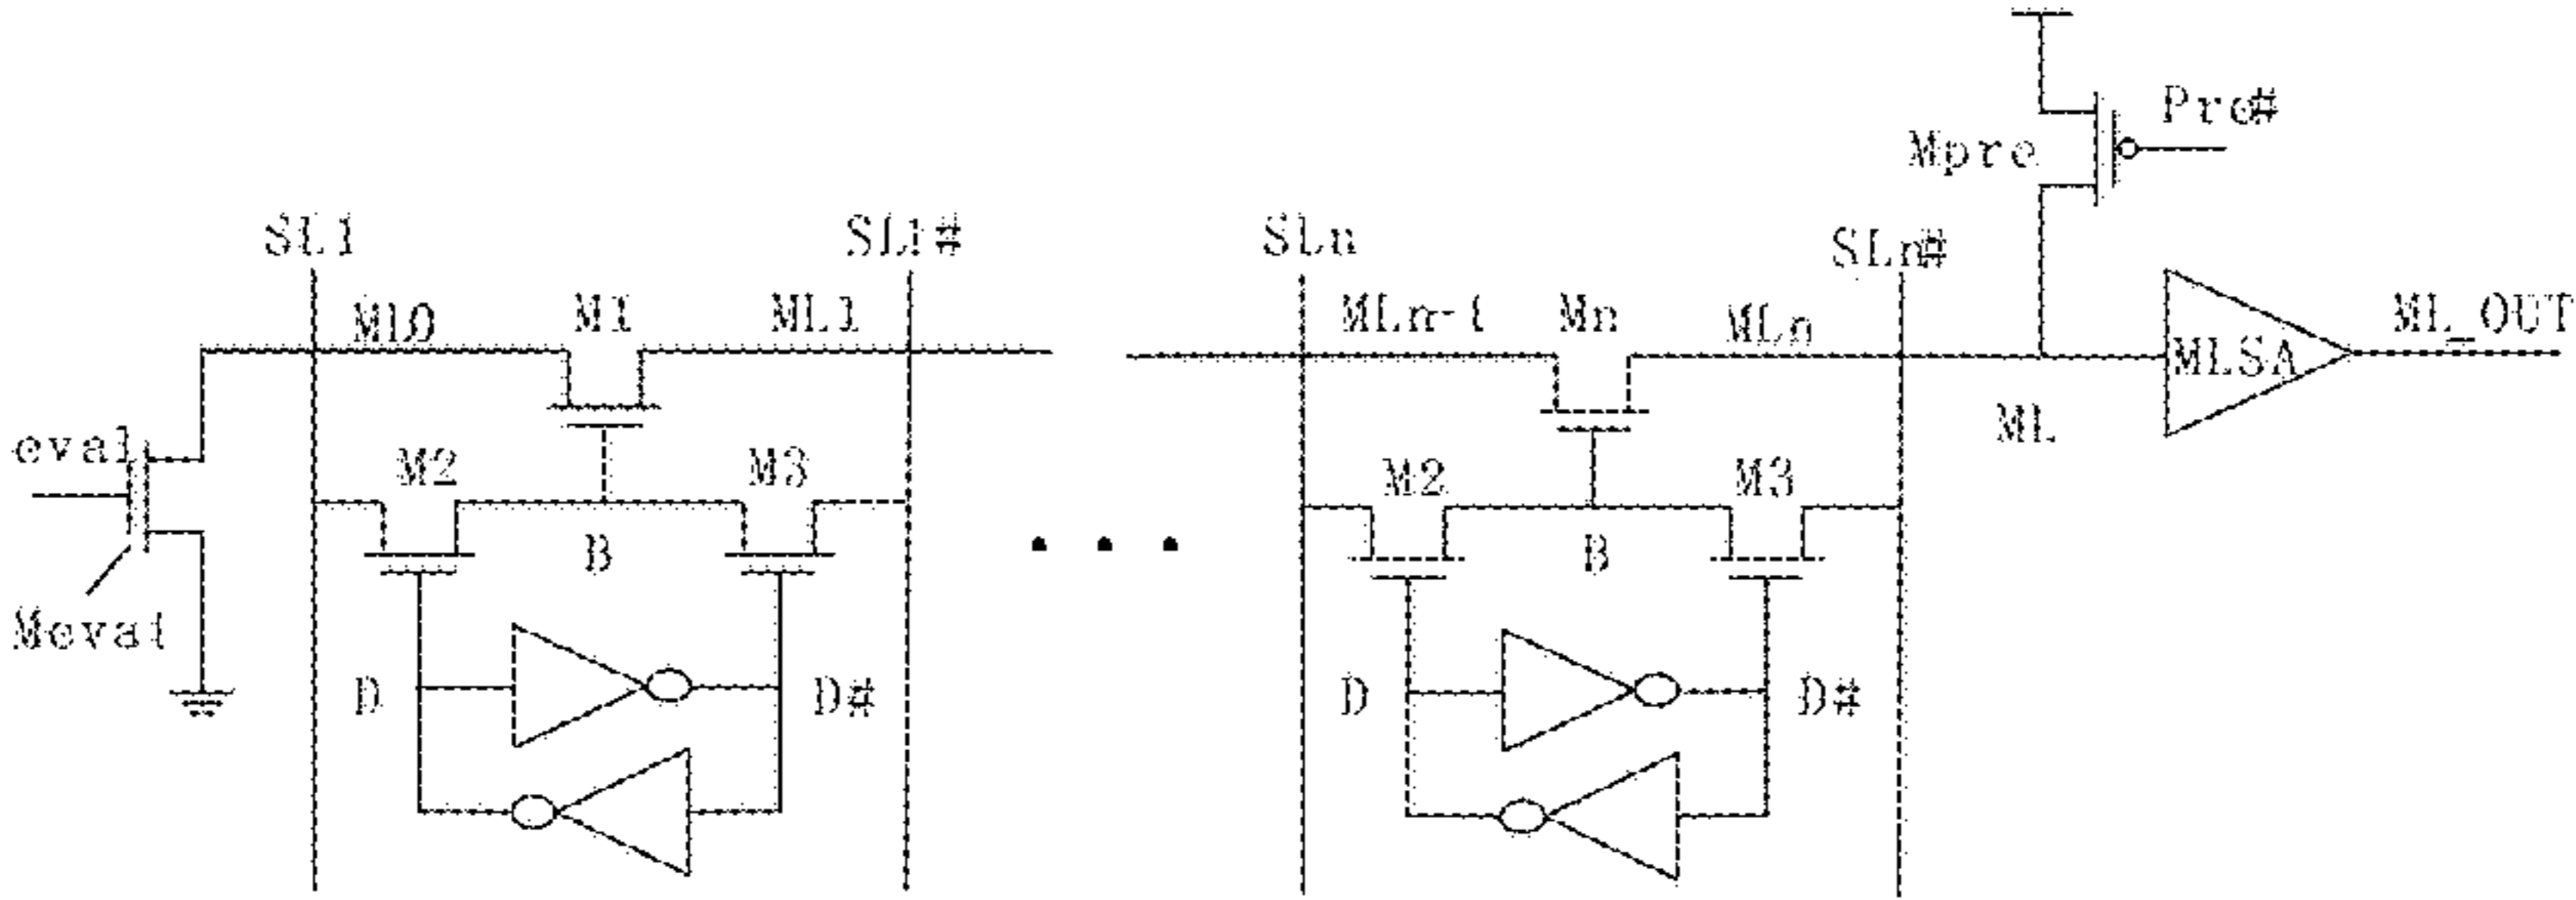 Pre#
Mpre
SL1 SL1# SLn SLn#
ML0 M1 ML1 MLn-1 Mn MLn ML_OUT
MLSA
ML
eval M2 M3 M2 M3
B B
Meval
D D# D D#